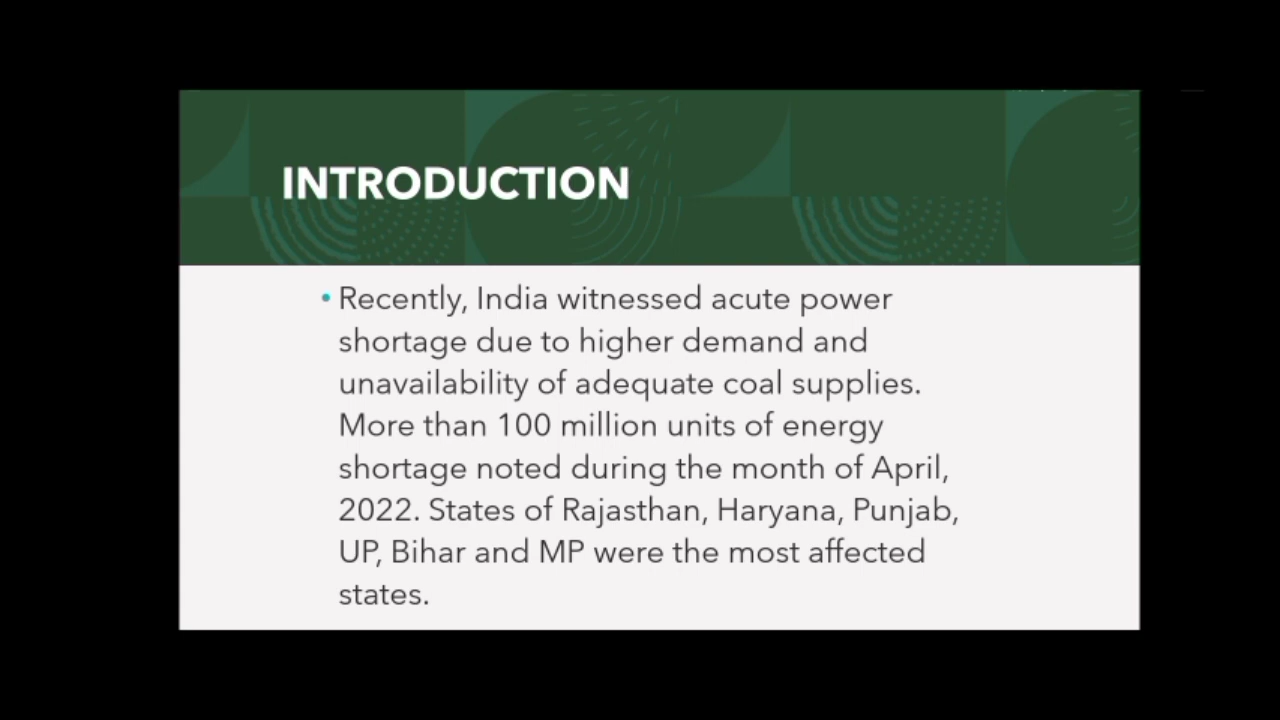 INTRODUCTION
• Recently, India witnessed acute power
shortage due to higher demand and
unavailability of adequate coal supplies.
More than 100 million units of energy
shortage noted during the month of April,
2022. States of Rajasthan, Haryana, Punjab,
UP, Bihar and MP were the most affected
states.